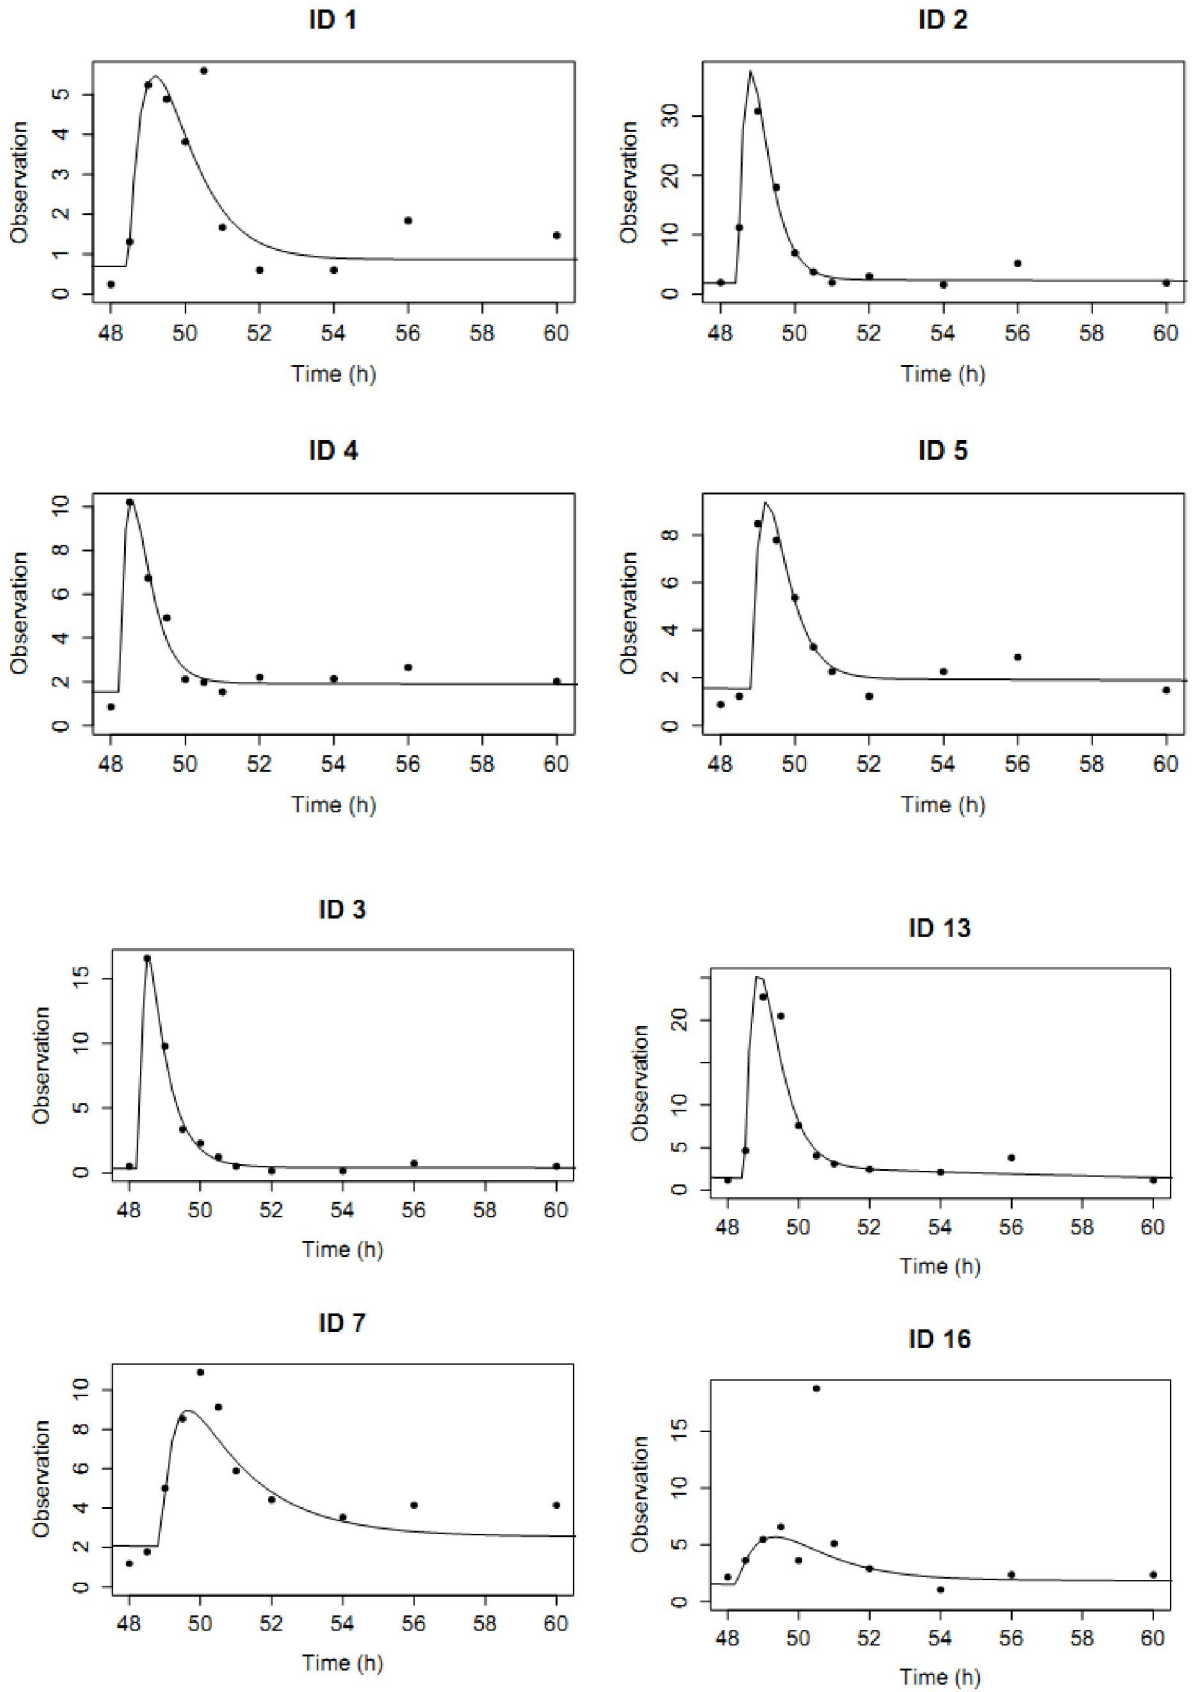 ID 1
Observation
0 1 2 3 4 5
48 50 52 54 56 58 60
Time (h)
ID 2
Observation
0 10 20 30
48 50 52 54 56 58 60
Time (h)
ID 4
Observation
0 2 4 6 8 10
48 50 52 54 56 58 60
Time (h)
ID 5
Observation
0 2 4 6 8
48 50 52 54 56 58 60
Time (h)
ID 3
Observation
0 5 10 15
48 50 52 54 56 58 60
Time (h)
ID 13
Observation
0 5 10 20
48 50 52 54 56 58 60
Time (h)
ID 7
Observation
0 2 4 6 8 10
48 50 52 54 56 58 60
Time (h)
ID 16
Observation
0 5 10 15
48 50 52 54 56 58 60
Time (h)